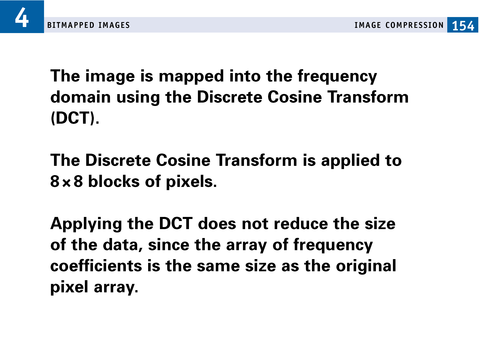 4
BITMAPPED IMAGES
IMAGE COMPRESSION 154
The image is mapped into the frequency
domain using the Discrete Cosine Transform
(DCT).
The Discrete Cosine Transform is applied to
8×8 blocks of pixels.
Applying the DCT does not reduce the size
of the data, since the array of frequency
coefficients is the same size as the original
pixel array.